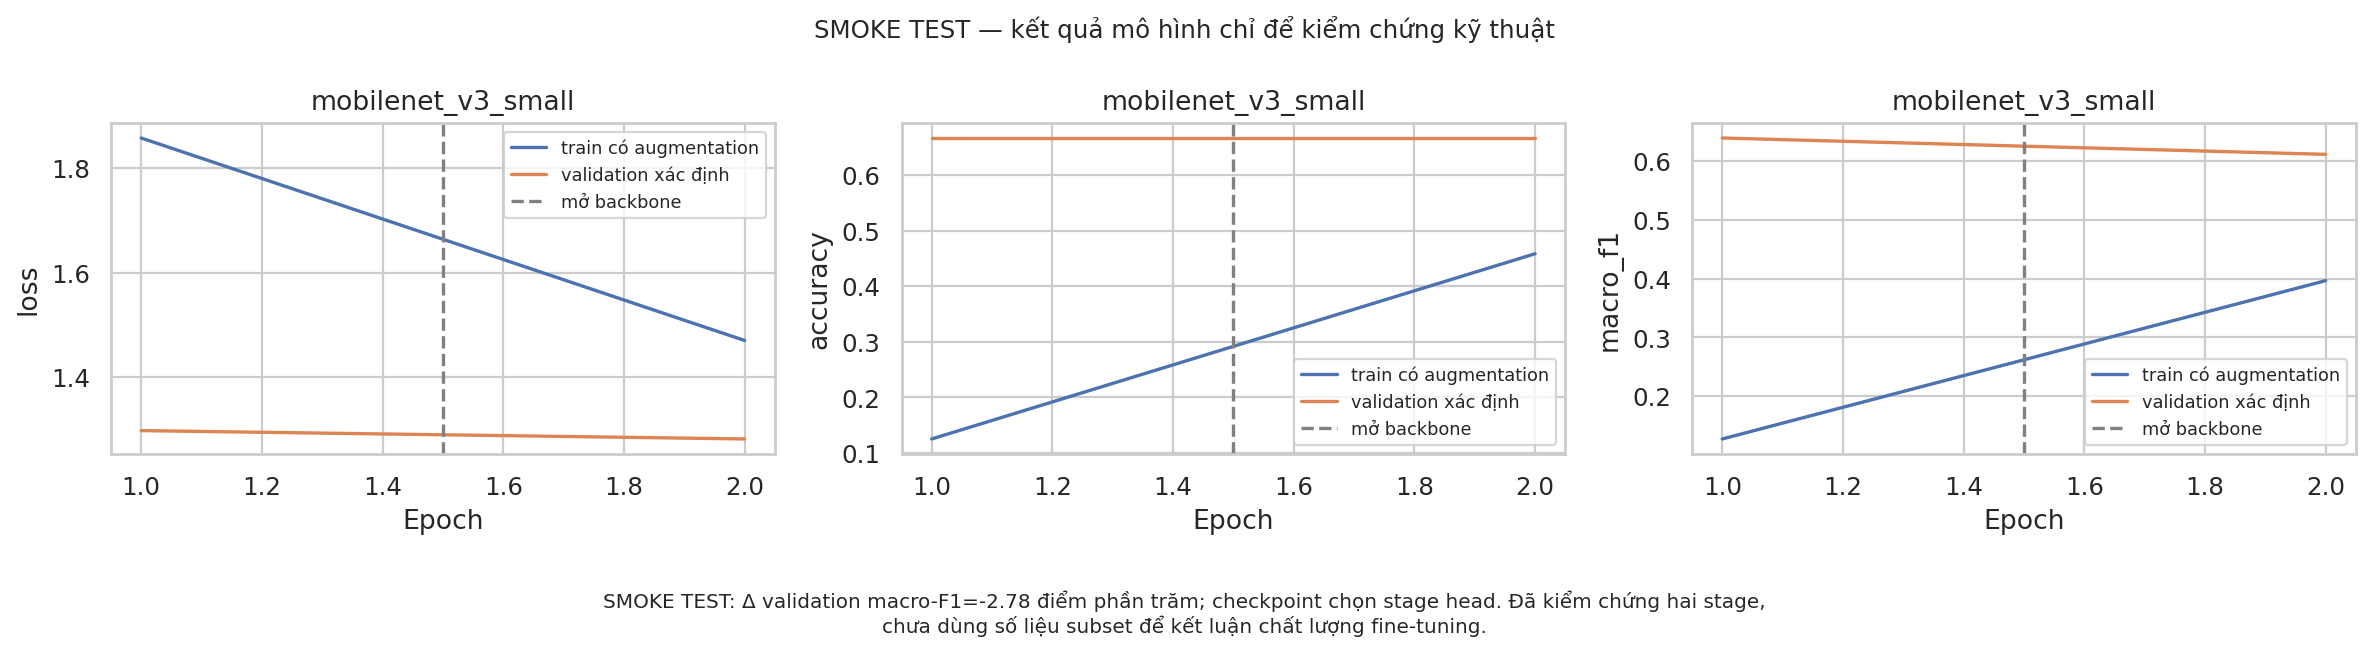 SMOKE TEST — kết quả mô hình chỉ để kiểm chứng kỹ thuật
mobilenet_v3_small
loss
1.8
1.6
1.4
train có augmentation
validation xác định
mở backbone
1.0 1.2 1.4 1.6 1.8 2.0
Epoch
mobilenet_v3_small
accuracy
0.6
0.5
0.4
0.3
0.2
0.1
train có augmentation
validation xác định
mở backbone
1.0 1.2 1.4 1.6 1.8 2.0
Epoch
mobilenet_v3_small
macro_f1
0.6
0.5
0.4
0.3
0.2
train có augmentation
validation xác định
mở backbone
1.0 1.2 1.4 1.6 1.8 2.0
Epoch
SMOKE TEST: Δ validation macro-F1=-2.78 điểm phần trăm; checkpoint chọn stage head. Đã kiểm chứng hai stage,
chưa dùng số liệu subset để kết luận chất lượng fine-tuning.